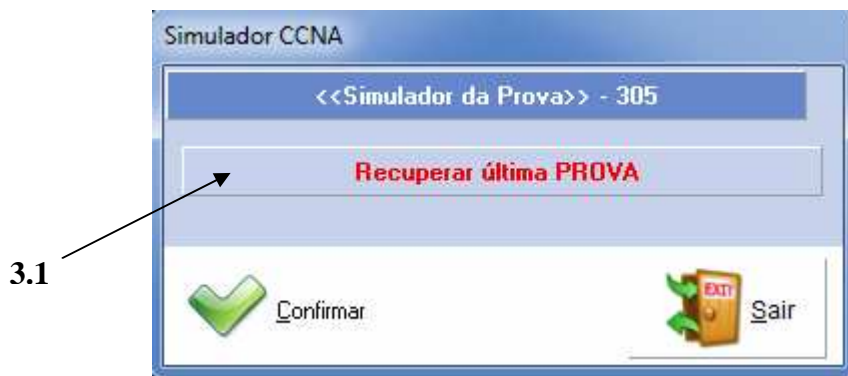 Simulador CCNA
<<Simulador da Prova>> - 305
Recuperar última PROVA
3.1
Confirmar
EXIT
Sair